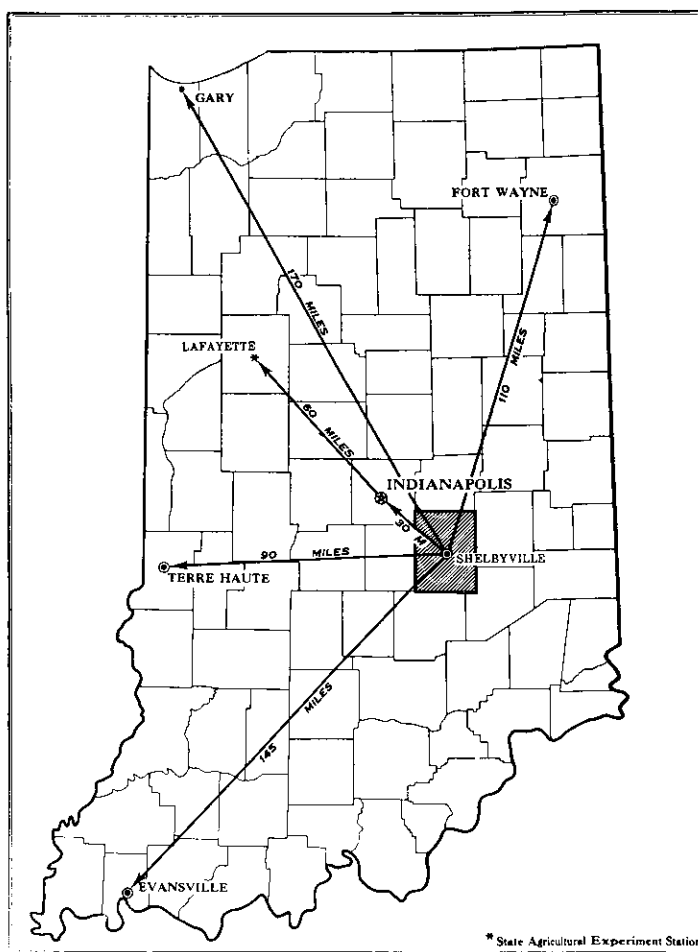 GARY
FORT WAYNE
170 MILES
110 MILES
LAFAYETTE *
60 MILES
INDIANAPOLIS
30 M
SHELBYVILLE
90 MILES
TERRE HAUTE
145 MILES
EVANSVILLE
* State Agricultural Experiment Station